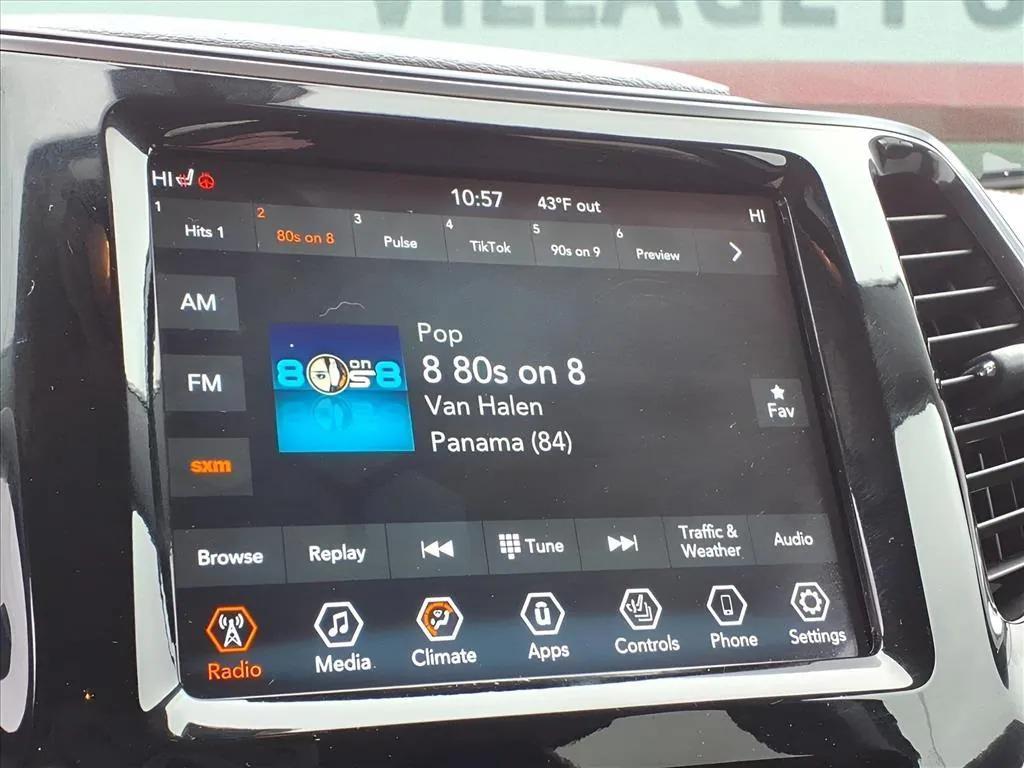 VILLAGE
HI
10:57 43°F out HI
1 Hits 1
2 80s on 8
3 Pulse
4 TikTok
5 90s on 9
6 Preview
AM
FM
sxm
80s on 8
Pop
8 80s on 8
Van Halen
Panama (84)
Fav
Browse
Replay
Tune
Traffic &
Weather
Audio
Radio
Media
Climate
Apps
Controls
Phone
Settings